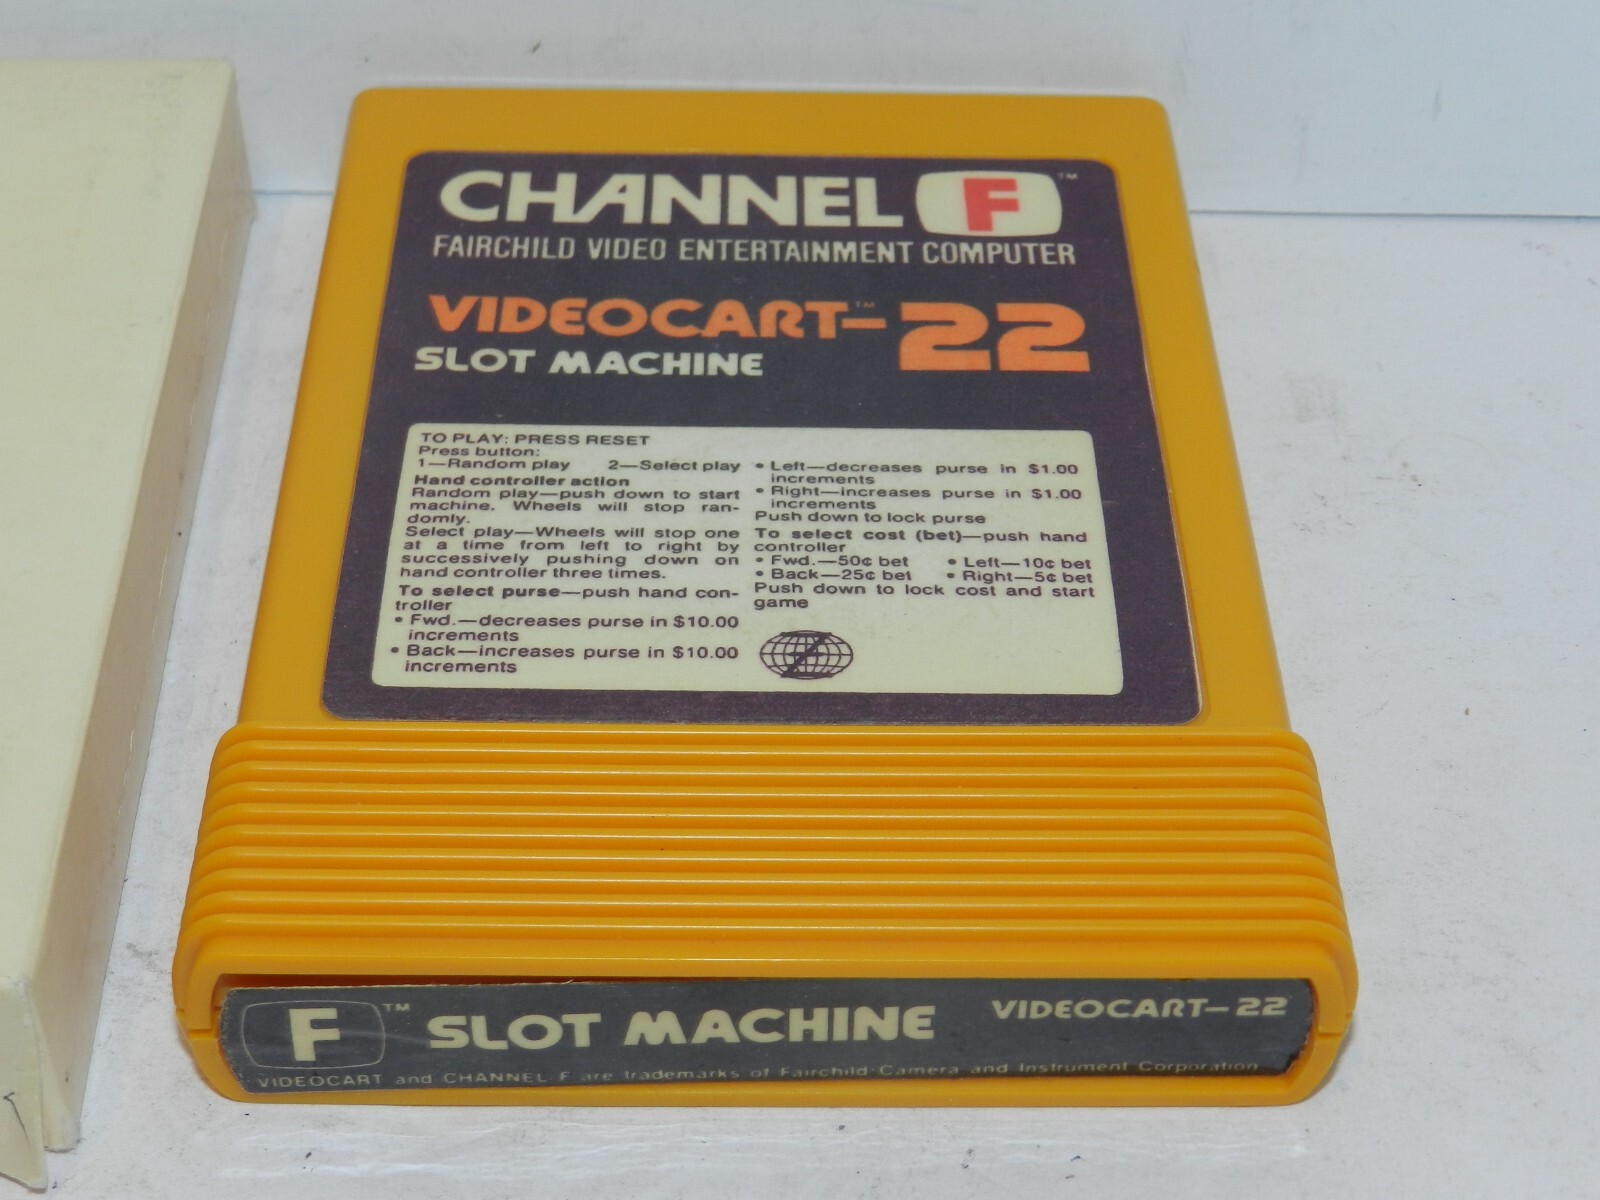 CHANNEL F™
FAIRCHILD VIDEO ENTERTAINMENT COMPUTER
VIDEOCART™–22
SLOT MACHINE
TO PLAY: PRESS RESET
Press button:
1—Random play 2—Select play
Hand controller action
Random play—push down to start
machine. Wheels will stop ran-
domly.
Select play—Wheels will stop one
at a time from left to right by
successively pushing down on
hand controller three times.
To select purse—push hand con-
troller
• Fwd.—decreases purse in $10.00
increments
• Back—increases purse in $10.00
increments
• Left—decreases purse in $1.00
increments
• Right—increases purse in $1.00
increments
Push down to lock purse
To select cost (bet)—push hand
controller
• Fwd.—50¢ bet • Left—10¢ bet
• Back—25¢ bet • Right—5¢ bet
Push down to lock cost and start
game
F™ SLOT MACHINE VIDEOCART–22
VIDEOCART and CHANNEL F are trademarks of Fairchild Camera and Instrument Corporation